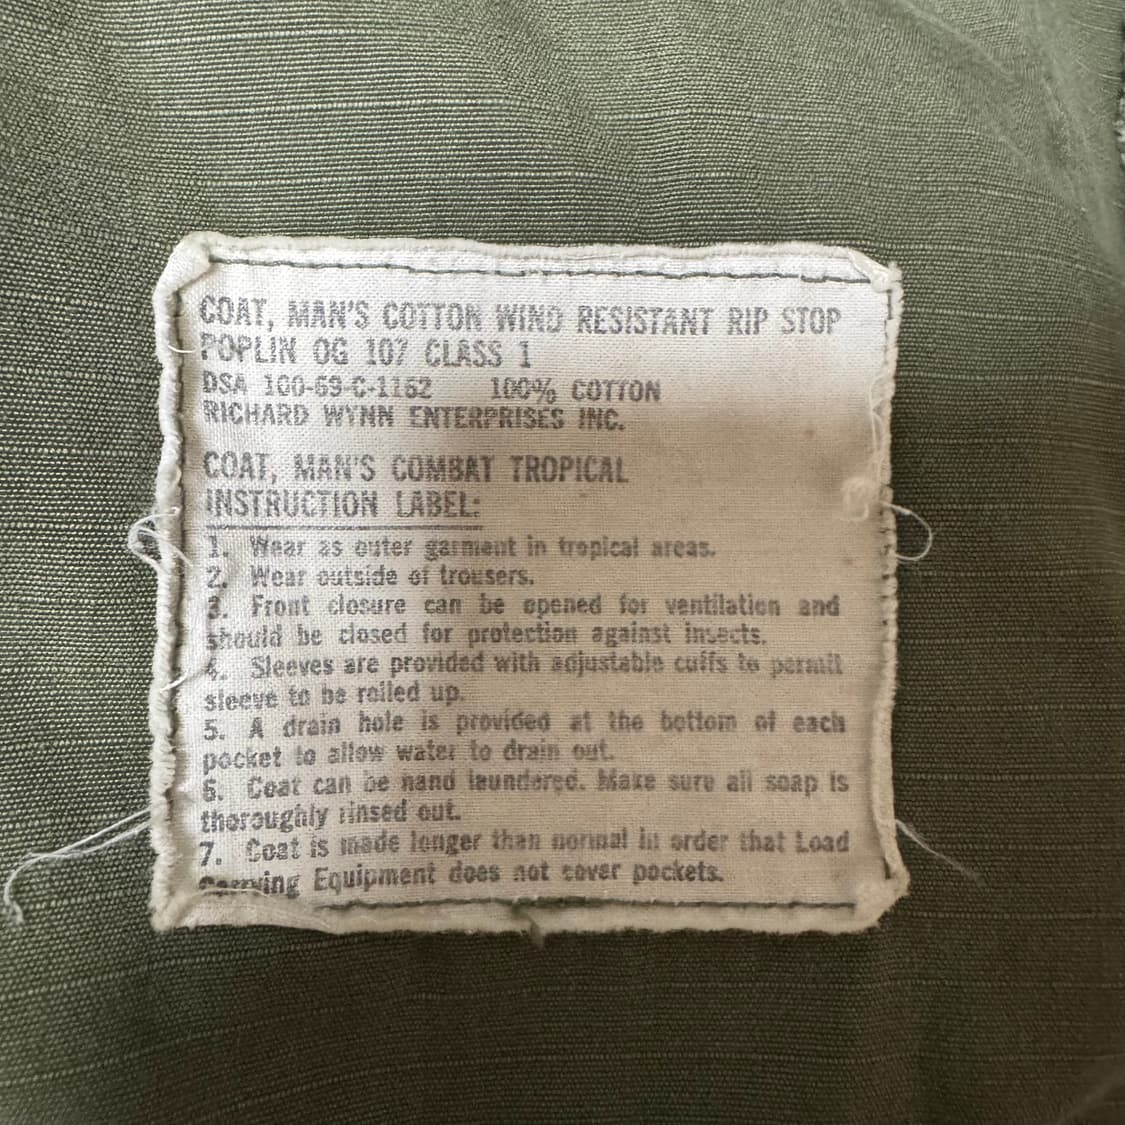 COAT, MAN'S COTTON WIND RESISTANT RIP STOP
POPLIN OG 107 CLASS 1
DSA 100-69-C-1162 100% COTTON
RICHARD WYNN ENTERPRISES INC.
COAT, MAN'S COMBAT TROPICAL
INSTRUCTION LABEL:
1. Wear as outer garment in tropical areas.
2. Wear outside of trousers.
3. Front closure can be opened for ventilation and
should be closed for protection against insects.
4. Sleeves are provided with adjustable cuffs to permit
sleeve to be rolled up.
5. A drain hole is provided at the bottom of each
pocket to allow water to drain out.
6. Coat can be hand laundered. Make sure all soap is
thoroughly rinsed out.
7. Coat is made longer than normal in order that Load
Carrying Equipment does not cover pockets.